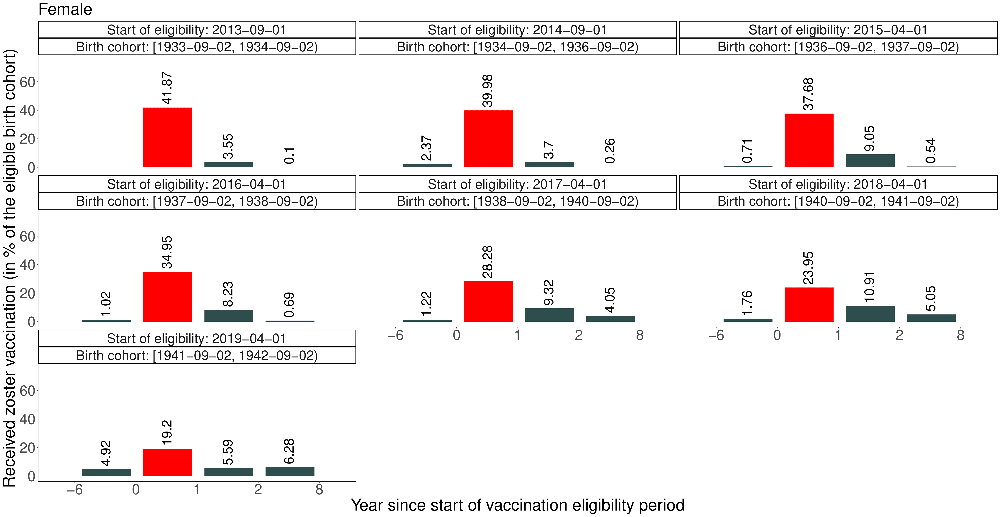 Female
Received zoster vaccination (in % of the eligible birth cohort)
Start of eligibility: 2013−09−01
Birth cohort: [1933−09−02, 1934−09−02)
60
40
20
0
41.87
3.55
0.1
Start of eligibility: 2014−09−01
Birth cohort: [1934−09−02, 1936−09−02)
2.37
39.98
3.7
0.26
Start of eligibility: 2015−04−01
Birth cohort: [1936−09−02, 1937−09−02)
0.71
37.68
9.05
0.54
Start of eligibility: 2016−04−01
Birth cohort: [1937−09−02, 1938−09−02)
60
40
20
0
1.02
34.95
8.23
0.69
Start of eligibility: 2017−04−01
Birth cohort: [1938−09−02, 1940−09−02)
1.22
28.28
9.32
4.05
−6 0 1 2 8
Start of eligibility: 2018−04−01
Birth cohort: [1940−09−02, 1941−09−02)
1.76
23.95
10.91
5.05
−6 0 1 2 8
Start of eligibility: 2019−04−01
Birth cohort: [1941−09−02, 1942−09−02)
60
40
20
0
4.92
19.2
5.59
6.28
−6 0 1 2 8
Year since start of vaccination eligibility period